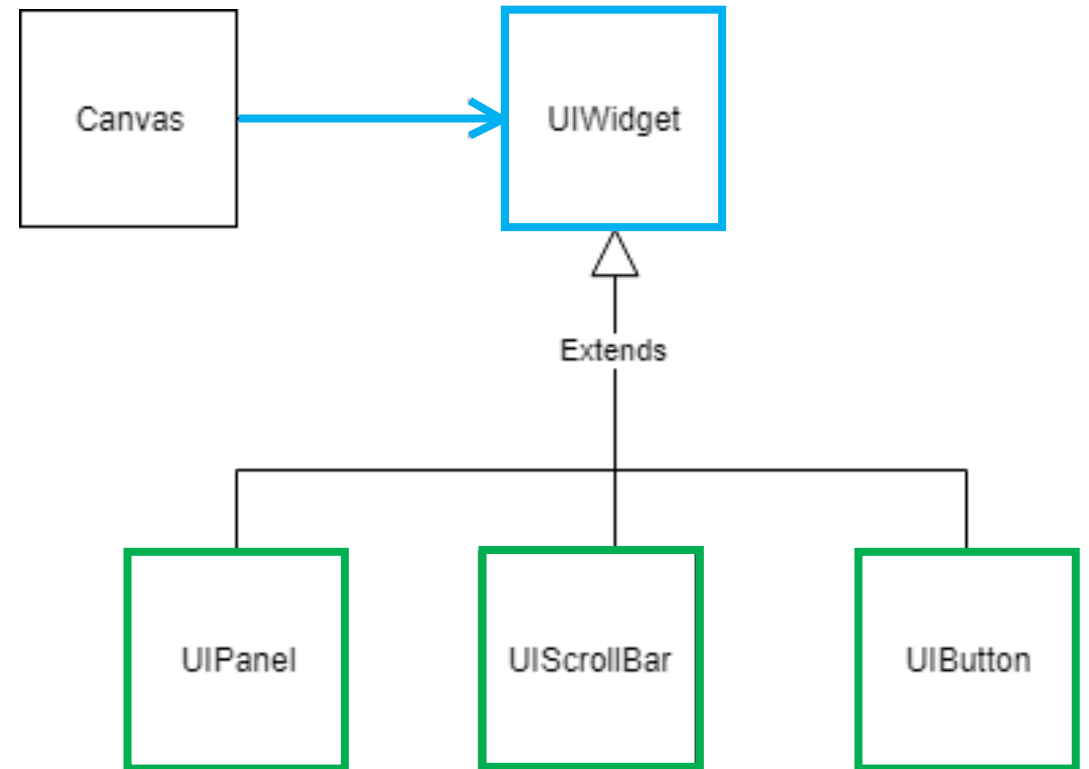 Canvas
UIWidget
Extends
UIPanel
UIScrollBar
UIButton